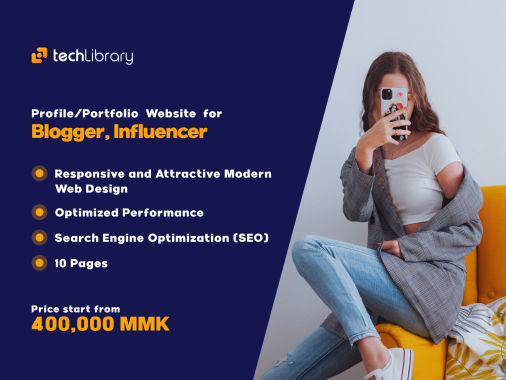 techLibrary
Profile/Portfolio Website for
Blogger, Influencer
Responsive and Attractive Modern
Web Design
Optimized Performance
Search Engine Optimization (SEO)
10 Pages
Price start from
400,000 MMK